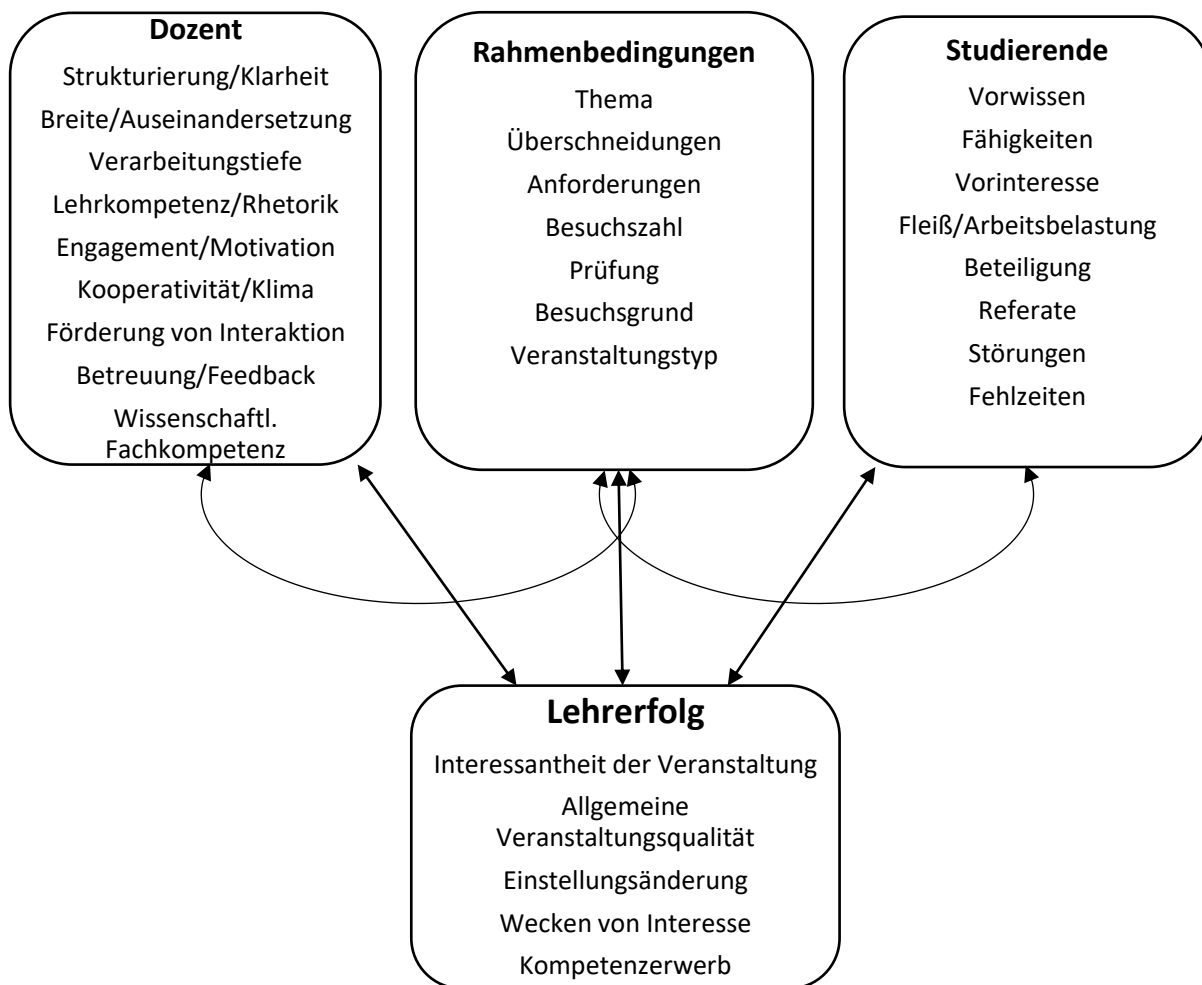 Dozent
Strukturierung/Klarheit
Breite/Auseinandersetzung
Verarbeitungstiefe
Lehrkompetenz/Rhetorik
Engagement/Motivation
Kooperativität/Klima
Förderung von Interaktion
Betreuung/Feedback
Wissenschaftl.
Fachkompetenz
Rahmenbedingungen
Thema
Überschneidungen
Anforderungen
Besuchszahl
Prüfung
Besuchsgrund
Veranstaltungstyp
Studierende
Vorwissen
Fähigkeiten
Vorinteresse
Fleiß/Arbeitsbelastung
Beteiligung
Referate
Störungen
Fehlzeiten
Lehrerfolg
Interessantheit der Veranstaltung
Allgemeine
Veranstaltungsqualität
Einstellungsänderung
Wecken von Interesse
Kompetenzerwerb